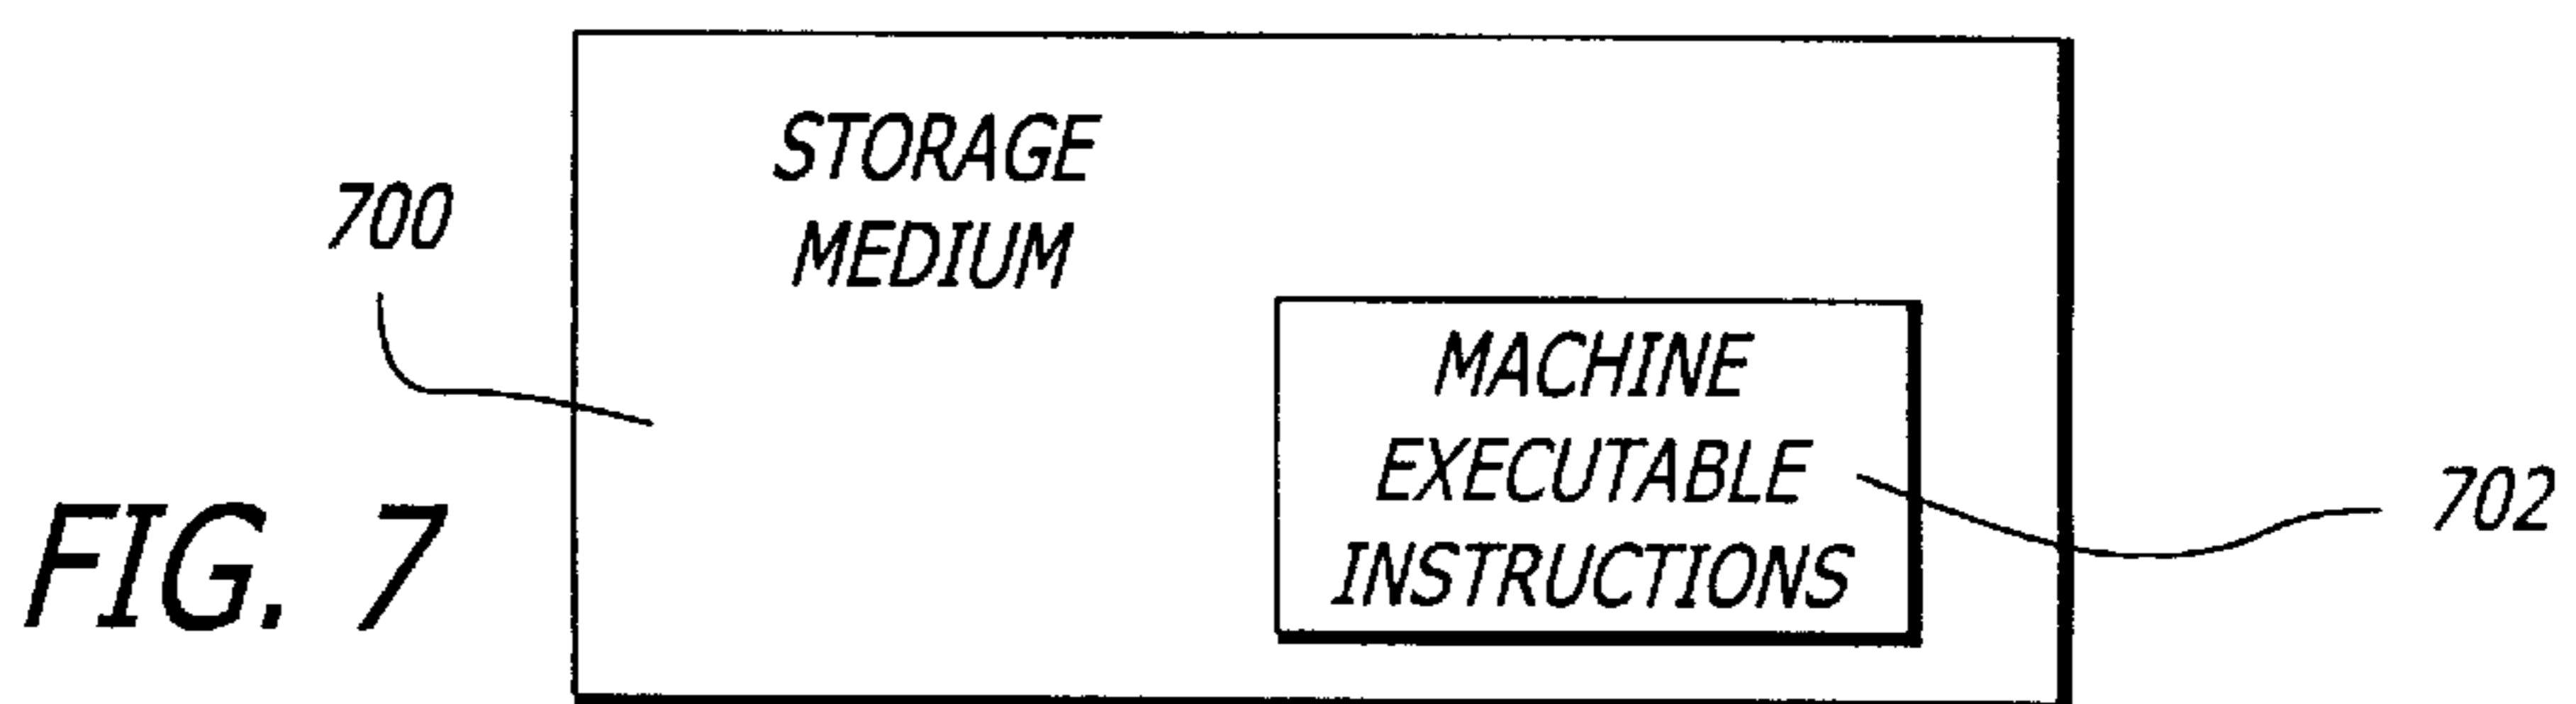 STORAGE
MEDIUM
700
MACHINE
EXECUTABLE
INSTRUCTIONS
702
FIG. 7